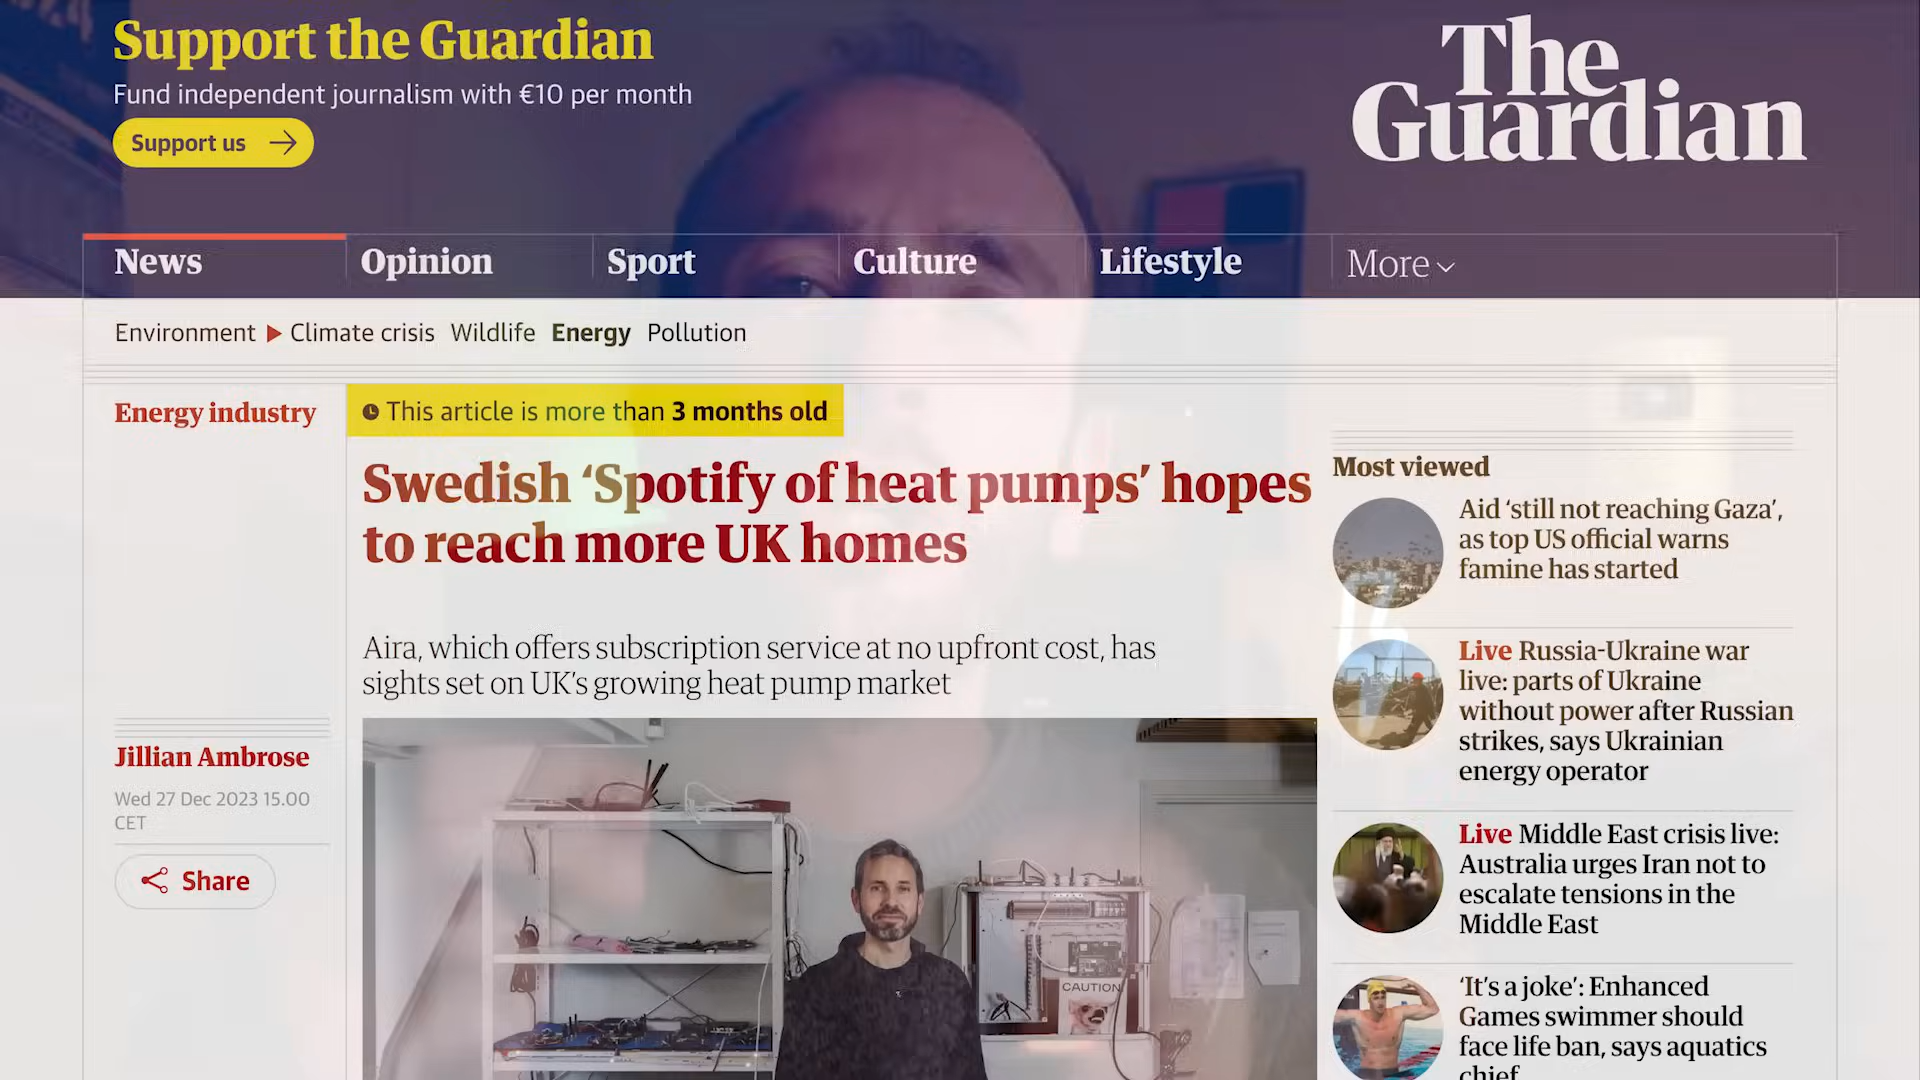 Support the Guardian
Fund independent journalism with €10 per month
Support us
The
Guardian
News
Opinion
Sport
Culture
Lifestyle
More
Environment
Climate crisis
Wildlife
Energy
Pollution
Energy industry
This article is more than 3 months old
Swedish ‘Spotify of heat pumps’ hopes
to reach more UK homes
Aira, which offers subscription service at no upfront cost, has
sights set on UK’s growing heat pump market
Jillian Ambrose
Wed 27 Dec 2023 15.00
CET
Share
CAUTION
Most viewed
Aid ‘still not reaching Gaza’,
as top US official warns
famine has started
Live Russia-Ukraine war
live: parts of Ukraine
without power after Russian
strikes, says Ukrainian
energy operator
Live Middle East crisis live:
Australia urges Iran not to
escalate tensions in the
Middle East
‘It’s a joke’: Enhanced
Games swimmer should
face life ban, says aquatics
chief